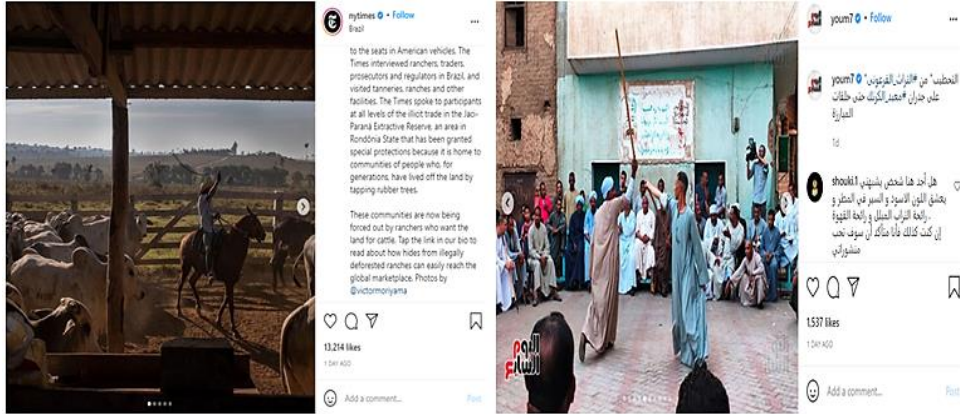 nytimes • Follow
Brazil
to the seats in American vehicles. The
Times interviewed ranchers, traders,
prosecutors and regulators in Brazil, and
visited tanneries, ranches and other
facilities. The Times spoke to participants
at all levels of the illicit trade in the Jaci-
Paraná Extractive Reserve, an area in
Rondônia State that has been granted
special protections because it is home to
communities of people who, for
generations, have lived off the land by
tapping rubber trees.
These communities are now being
forced out by ranchers who want the
land for cattle. Tap the link in our bio to
read about how hides from illegally
deforested ranches can easily reach the
global marketplace. Photos by
@victormoriyama
13,214 likes
1 DAY AGO
Add a comment...
Post
اليوم
السابع
youm7 • Follow
youm7 التحطيب" من #التراث_الفرعوني"
على جدران #معبد_الكرنك حتى حلقات
المبارزة
1d
shouki.1 هل أجد هنا شخص يشبهني
يعشق اللون الاسود و السير في المطر و
رائحة التراب المبلل و رائحة القهوة .
إن كنت كذلك فأنا متأكد أن سوف تحب
منشوراتي
1,537 likes
1 DAY AGO
Add a comment...
Post